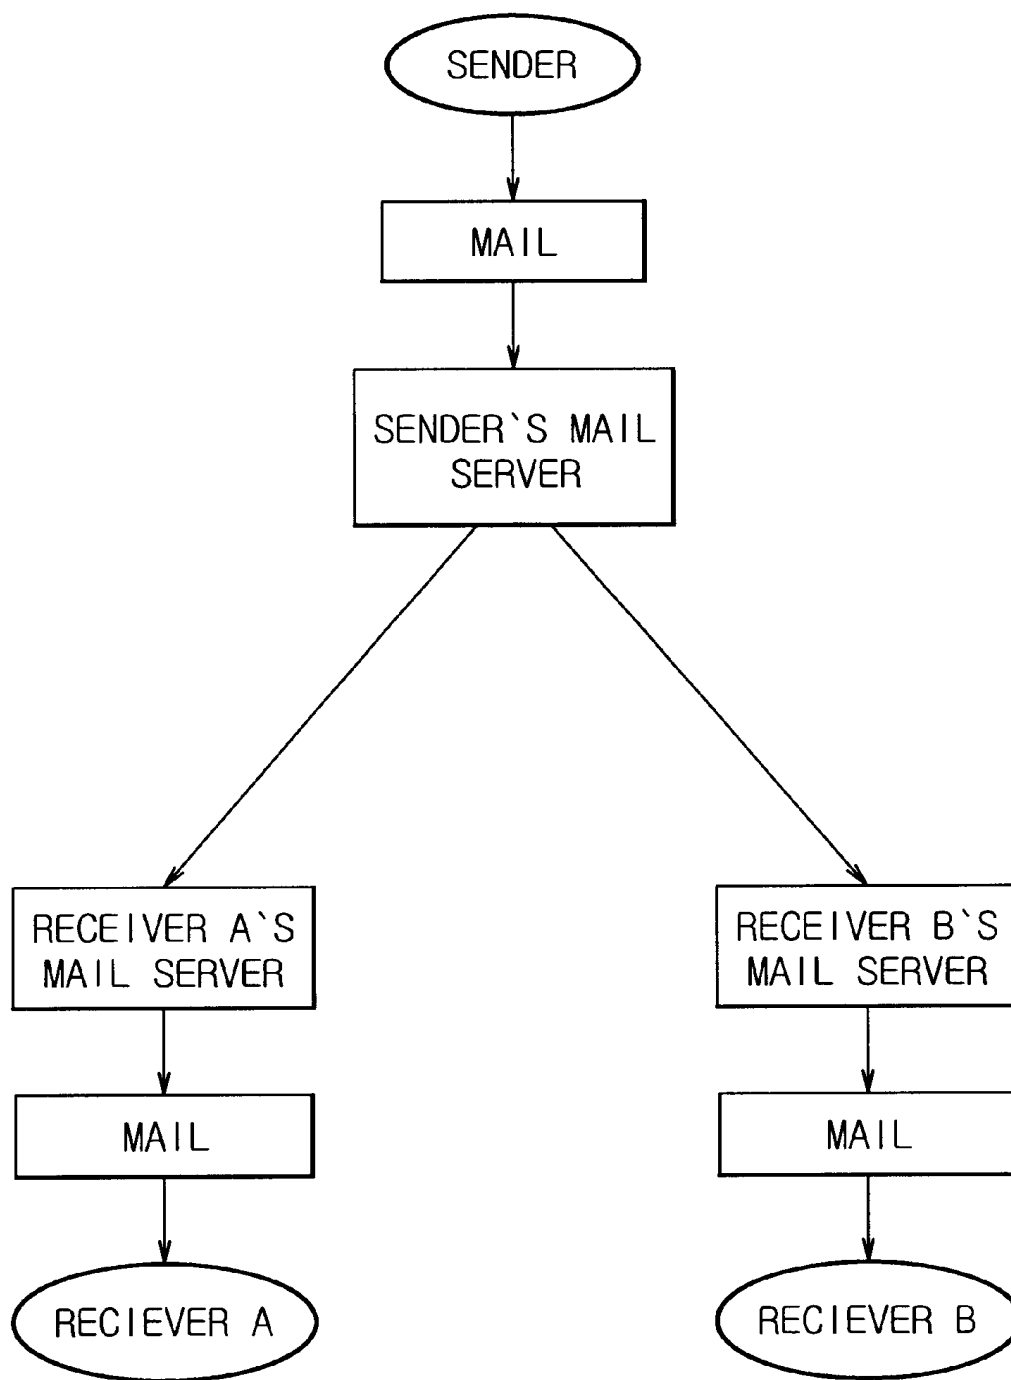 SENDER
MAIL
SENDER`S MAIL
SERVER
RECEIVER A`S
MAIL SERVER
RECEIVER B`S
MAIL SERVER
MAIL
MAIL
RECIEVER A
RECIEVER B